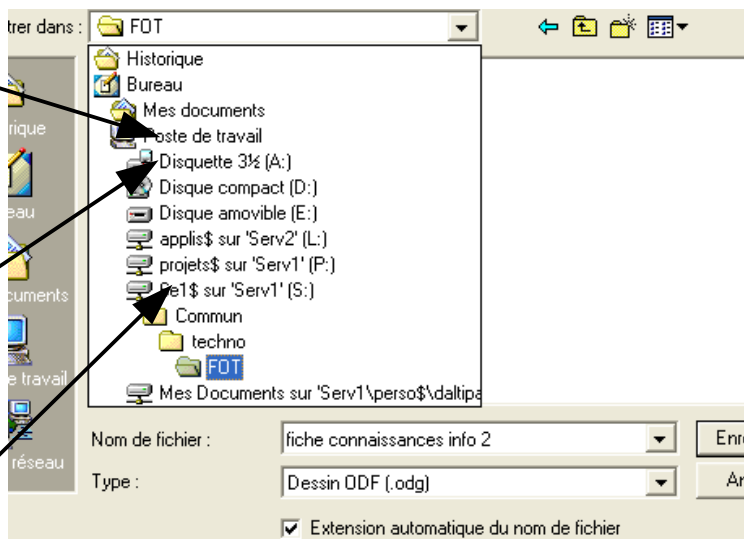 trer dans : FOT
Historique
Bureau
Mes documents
Poste de travail
Disquette 3½ (A:)
Disque compact (D:)
Disque amovible (E:)
applis$ sur 'Serv2' (L:)
projets$ sur 'Serv1' (P:)
6e1$ sur 'Serv1' (S:)
Commun
techno
FOT
Mes Documents sur 'Serv1\perso$\daltipa
rique
eau
cuments
e travail
réseau
Nom de fichier : fiche connaissances info 2 Enre
Type : Dessin ODF (.odg) An
Extension automatique du nom de fichier